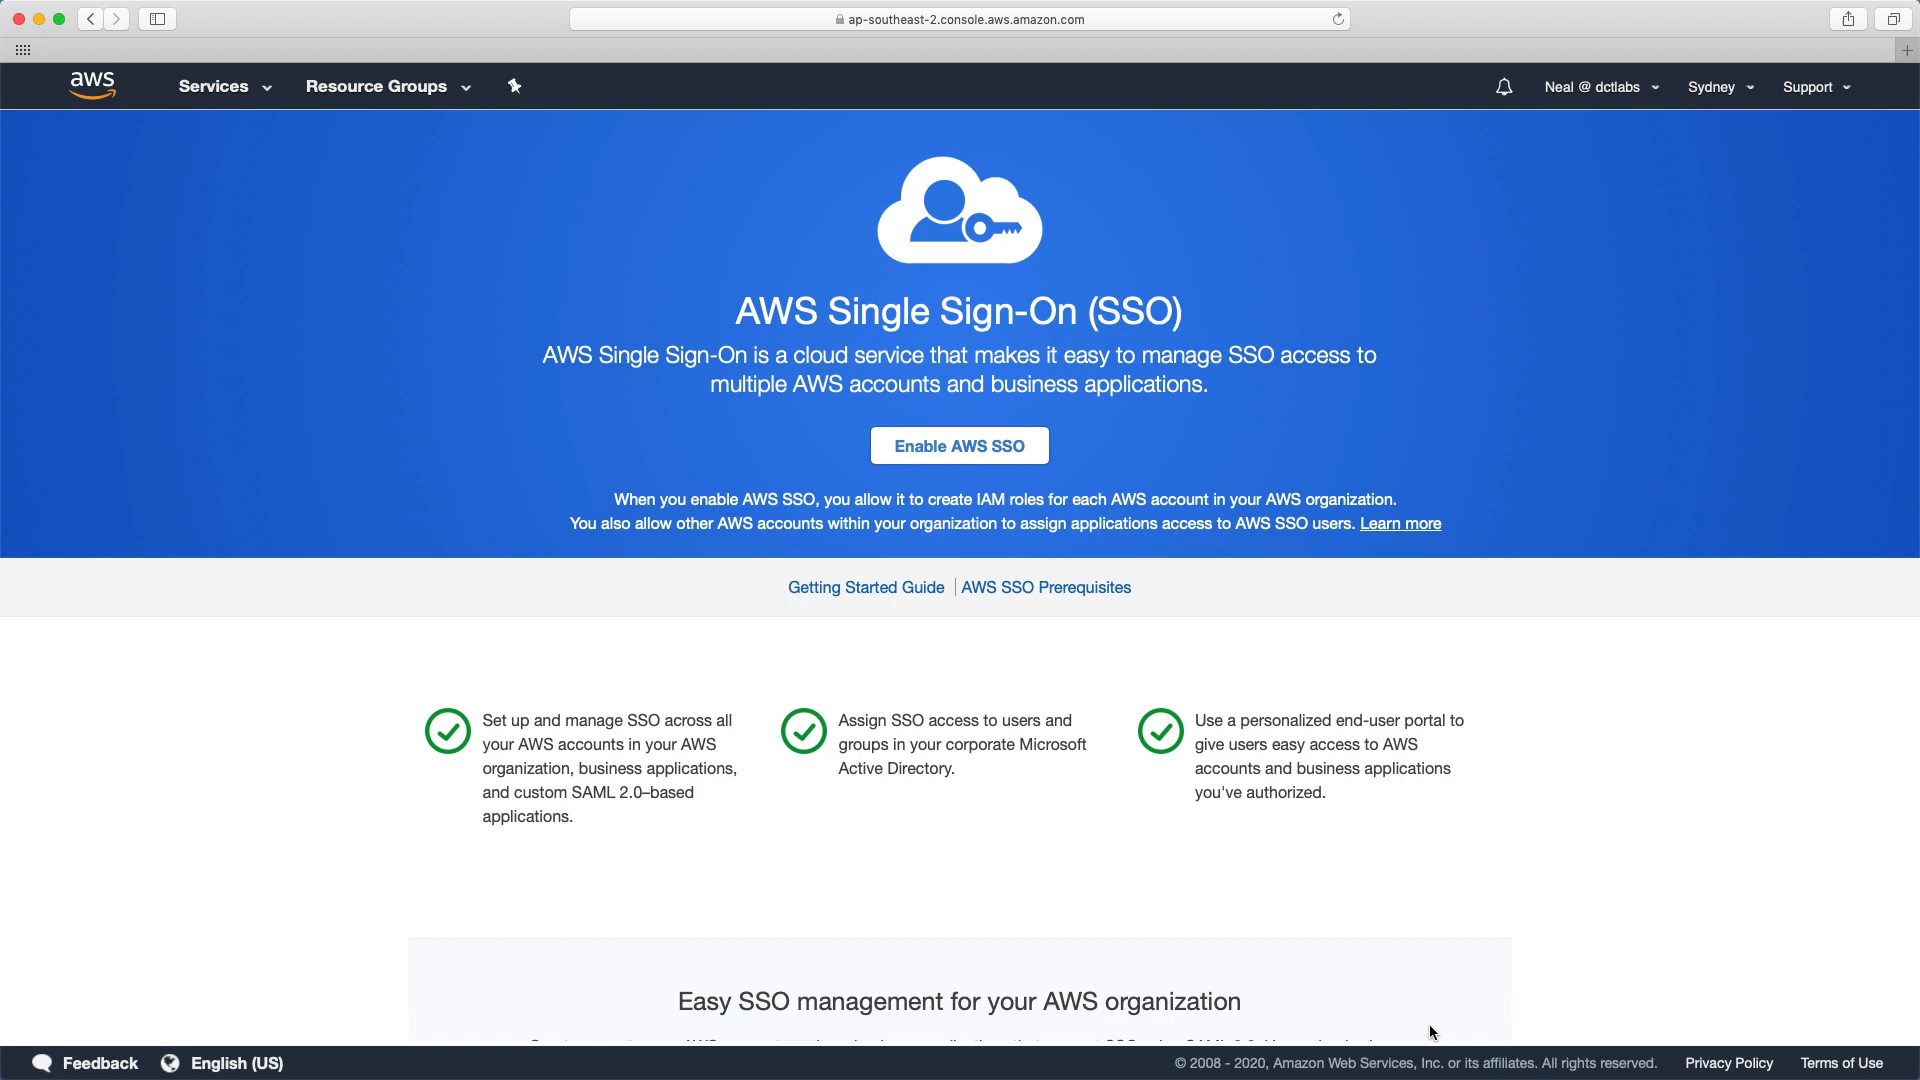 ap-southeast-2.console.aws.amazon.com
aws
Services
Resource Groups
Neal @ dctlabs
Sydney
Support
AWS Single Sign-On (SSO)
AWS Single Sign-On is a cloud service that makes it easy to manage SSO access to
multiple AWS accounts and business applications.
Enable AWS SSO
When you enable AWS SSO, you allow it to create IAM roles for each AWS account in your AWS organization.
You also allow other AWS accounts within your organization to assign applications access to AWS SSO users. Learn more
Getting Started Guide
AWS SSO Prerequisites
Set up and manage SSO across all
your AWS accounts in your AWS
organization, business applications,
and custom SAML 2.0–based
applications.
Assign SSO access to users and
groups in your corporate Microsoft
Active Directory.
Use a personalized end-user portal to
give users easy access to AWS
accounts and business applications
you've authorized.
Easy SSO management for your AWS organization
Feedback
English (US)
© 2008 - 2020, Amazon Web Services, Inc. or its affiliates. All rights reserved.
Privacy Policy
Terms of Use